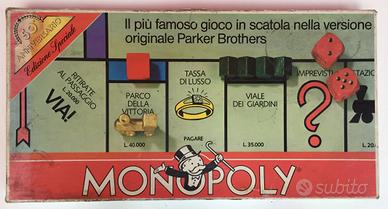 Il più famoso gioco in scatola nella versione
originale Parker Brothers
ANNIVERSARIO
Edizione Speciale
RITIRATE
AL PASSAGGIO
L. 20.000
VIA!
PARCO
DELLA
VITTORIA
L. 40.000
TASSA
DI LUSSO
PAGARE
VIALE
DEI GIARDINI
L. 35.000
IMPREVISTI
MONOPOLY
subito